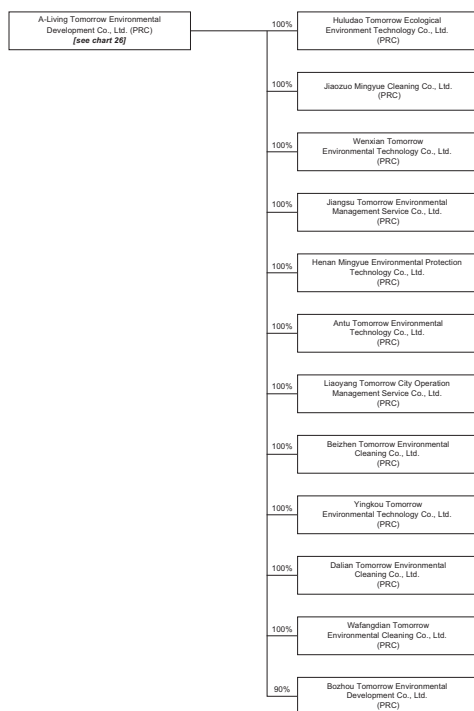 A-Living Tomorrow Environmental
Development Co., Ltd. (PRC)
[see chart 26]
100%
Huludao Tomorrow Ecological
Environment Technology Co., Ltd.
(PRC)
100%
Jiaozuo Mingyue Cleaning Co., Ltd.
(PRC)
100%
Wenxian Tomorrow
Environmental Technology Co., Ltd.
(PRC)
100%
Jiangsu Tomorrow Environmental
Management Service Co., Ltd.
(PRC)
100%
Henan Mingyue Environmental Protection
Technology Co., Ltd.
(PRC)
100%
Antu Tomorrow Environmental
Technology Co., Ltd.
(PRC)
100%
Liaoyang Tomorrow City Operation
Management Service Co., Ltd.
(PRC)
100%
Beizhen Tomorrow Environmental
Cleaning Co., Ltd.
(PRC)
100%
Yingkou Tomorrow
Environmental Technology Co., Ltd.
(PRC)
100%
Dalian Tomorrow Environmental
Cleaning Co., Ltd.
(PRC)
100%
Wafangdian Tomorrow
Environmental Cleaning Co., Ltd.
(PRC)
90%
Bozhou Tomorrow Environmental
Development Co., Ltd.
(PRC)